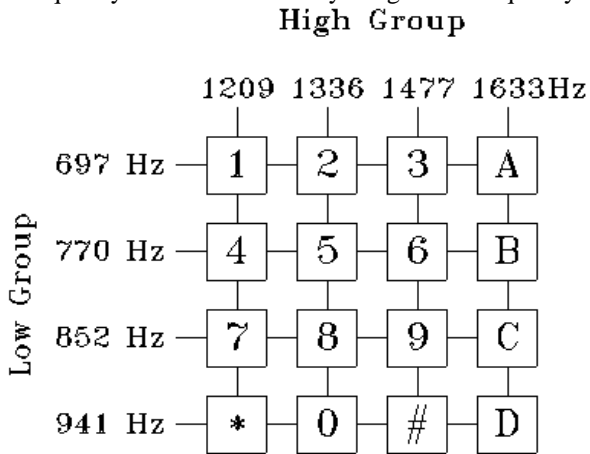 High Group
1209 1336 1477 1633Hz
697 Hz 1 2 3 A
770 Hz 4 5 6 B
Low Group
852 Hz 7 8 9 C
941 Hz * 0 # D